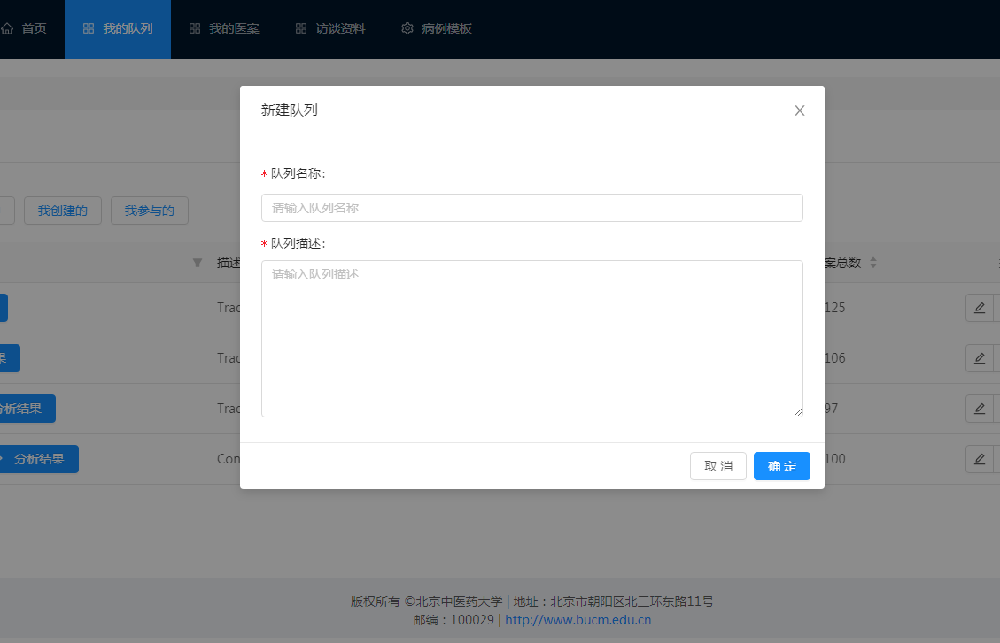 首页 我的队列 我的医案 访谈资料 病例模板
新建队列
* 队列名称:
请输入队列名称
* 队列描述:
请输入队列描述
我创建的 我参与的
描述 案总数
Trad 125
果 Trad 106
分析结果 Trad 97
分析结果 Con 100
取 消 确 定
版权所有 ©北京中医药大学 | 地址：北京市朝阳区北三环东路11号
邮编：100029 | http://www.bucm.edu.cn